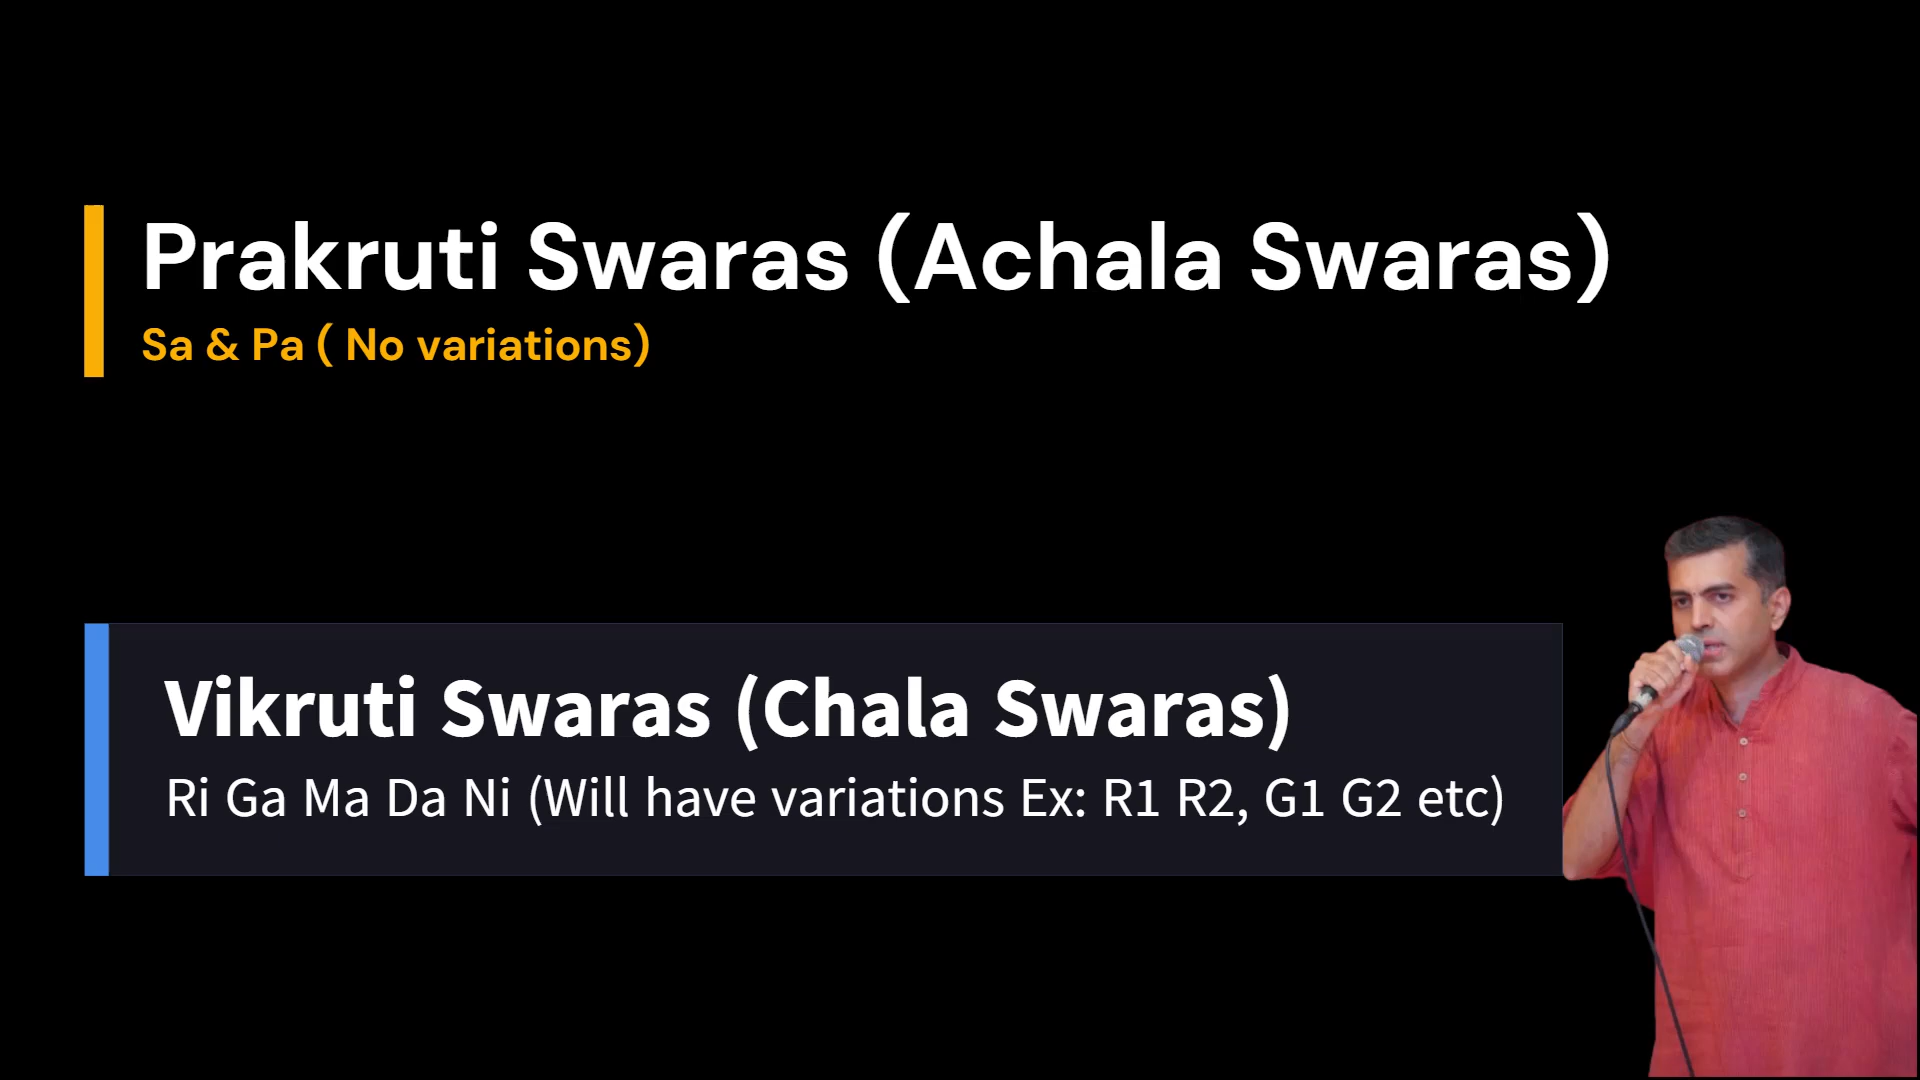 Prakruti Swaras (Achala Swaras)
Sa & Pa ( No variations)
Vikruti Swaras (Chala Swaras)
Ri Ga Ma Da Ni (Will have variations Ex: R1 R2, G1 G2 etc)